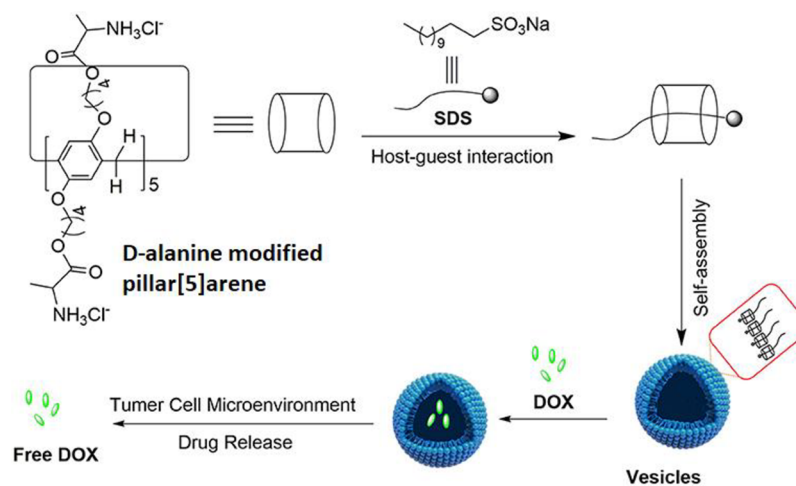 NH3Cl-
O
O
4
O
H
H
5
O
4
O
O
NH3Cl-
D-alanine modified
pillar[5]arene
9
SO3Na
SDS
Host-guest interaction
Self-assembly
Vesicles
DOX
Tumer Cell Microenvironment
Drug Release
Free DOX